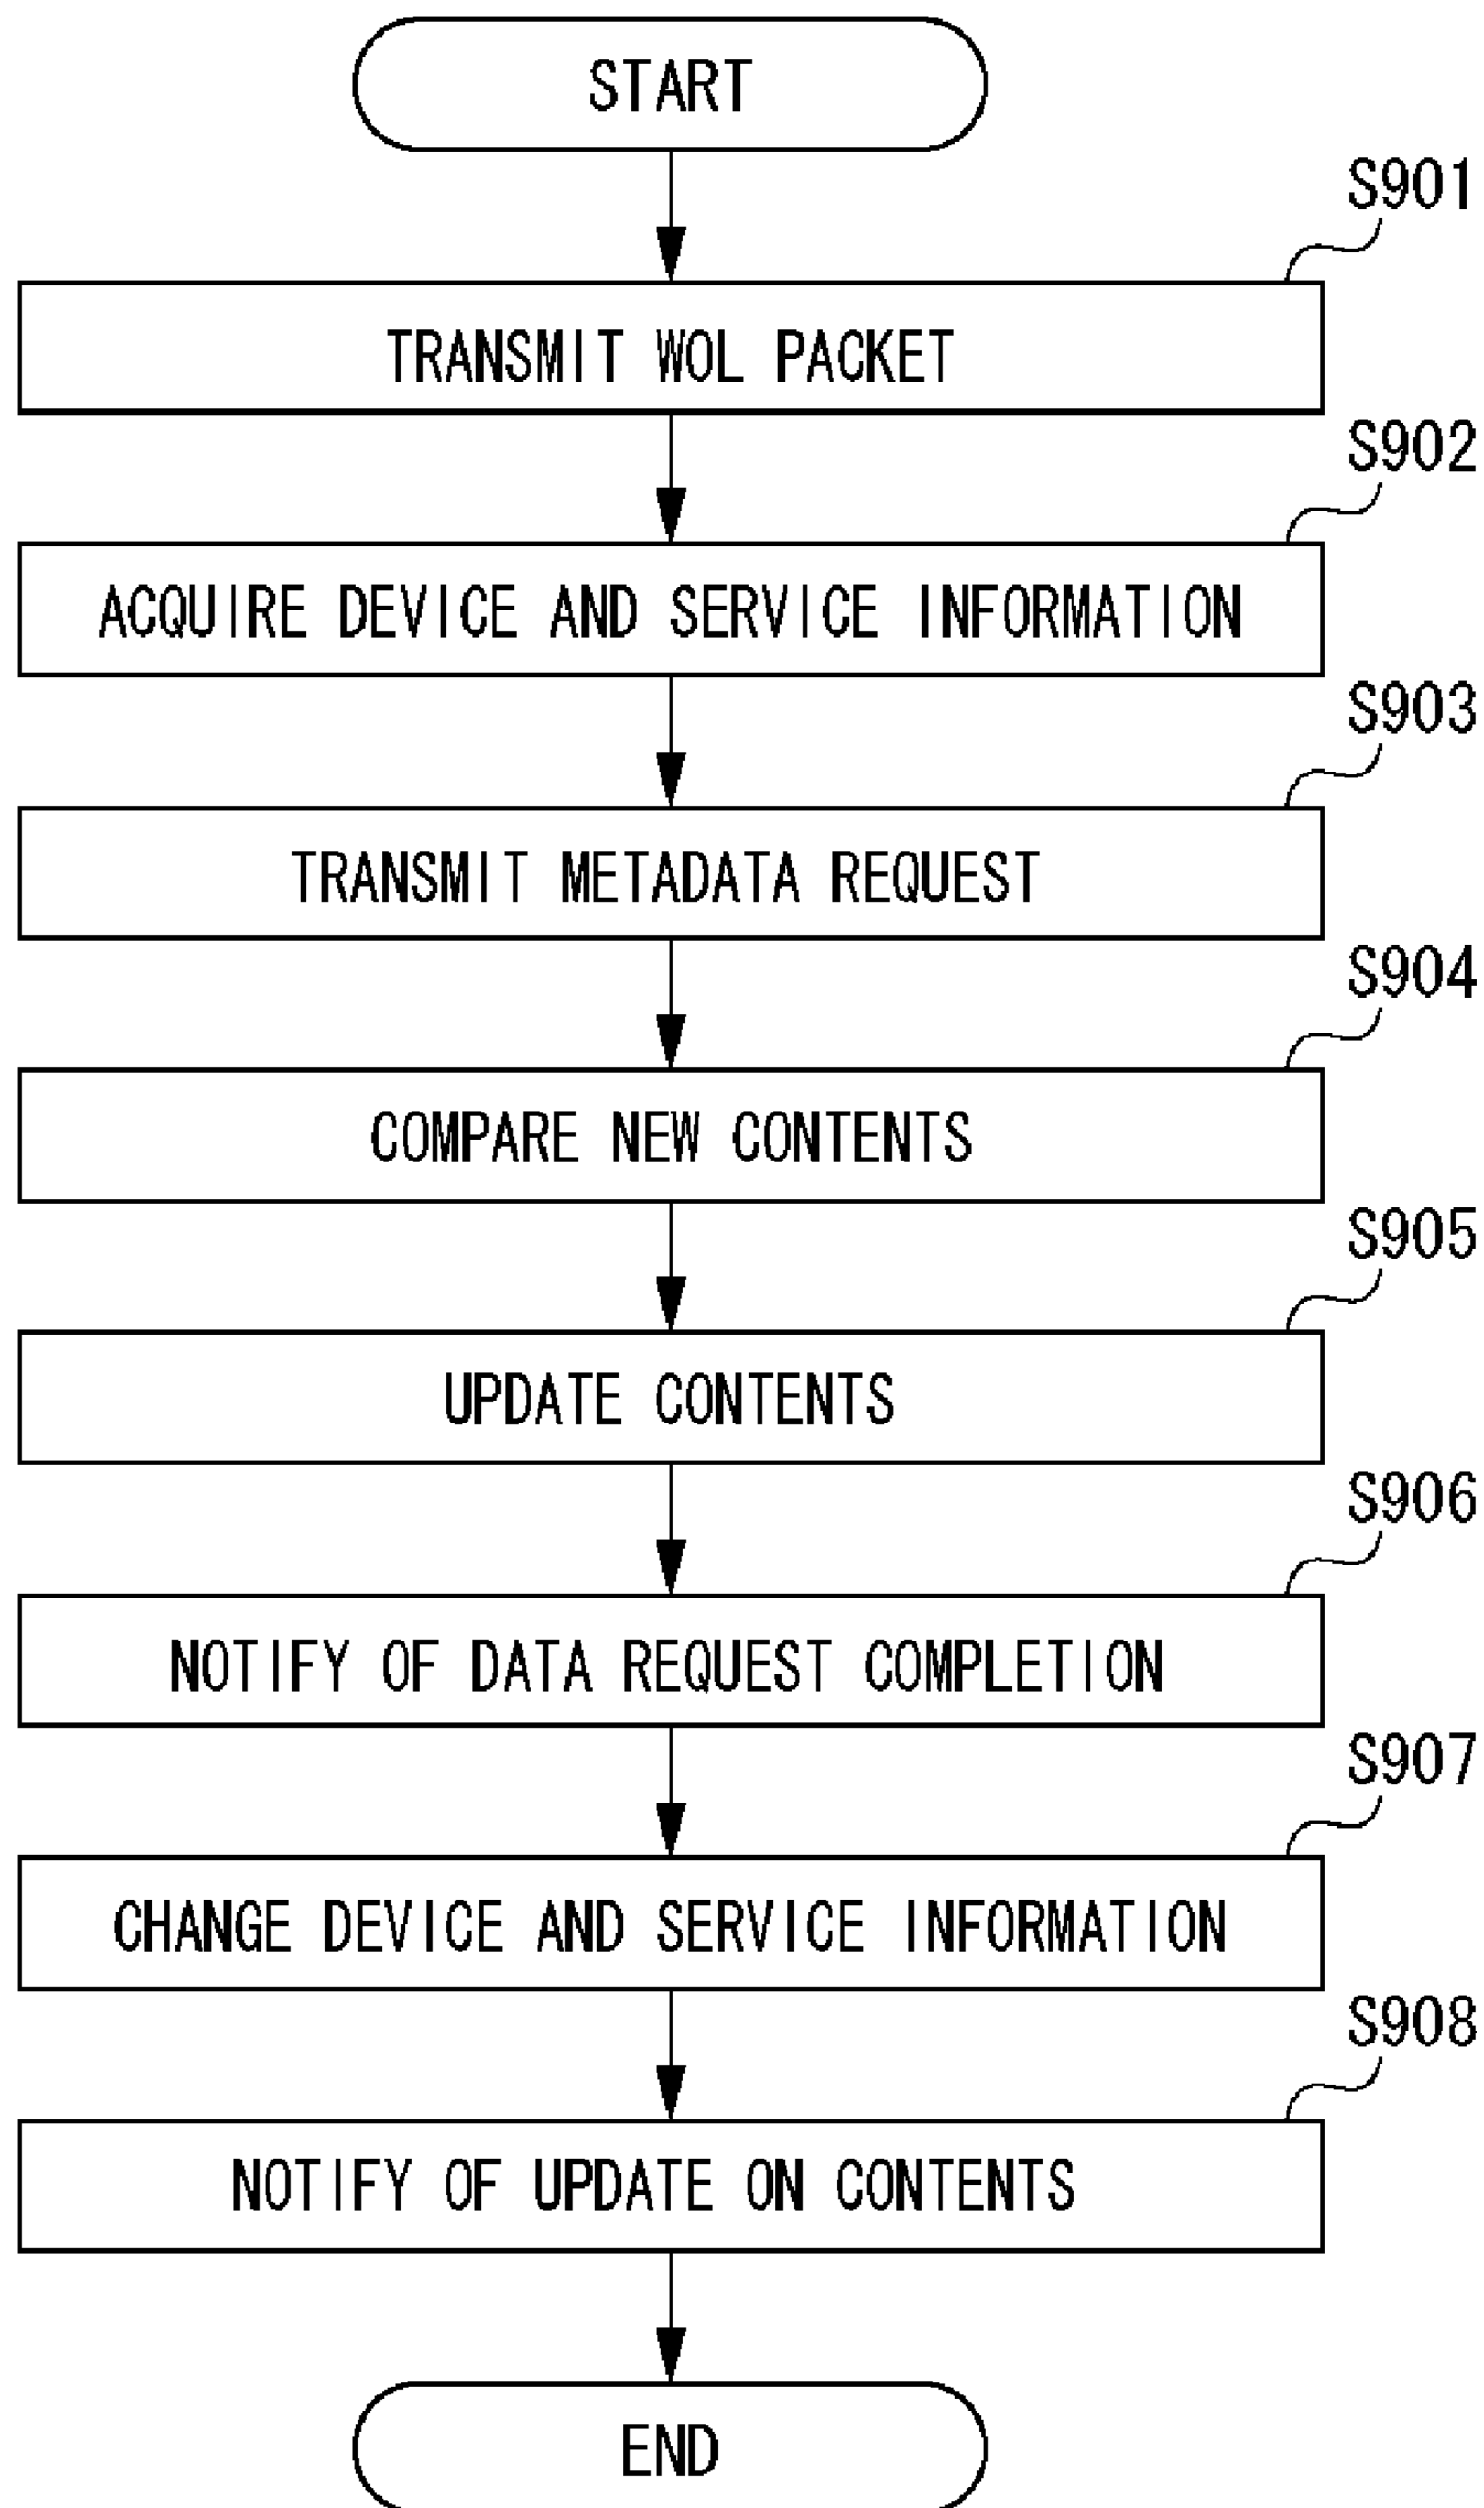 START
S901
TRANSMIT WOL PACKET
S902
ACQUIRE DEVICE AND SERVICE INFORMATION
S903
TRANSMIT METADATA REQUEST
S904
COMPARE NEW CONTENTS
S905
UPDATE CONTENTS
S906
NOTIFY OF DATA REQUEST COMPLETION
S907
CHANGE DEVICE AND SERVICE INFORMATION
S908
NOTIFY OF UPDATE ON CONTENTS
END